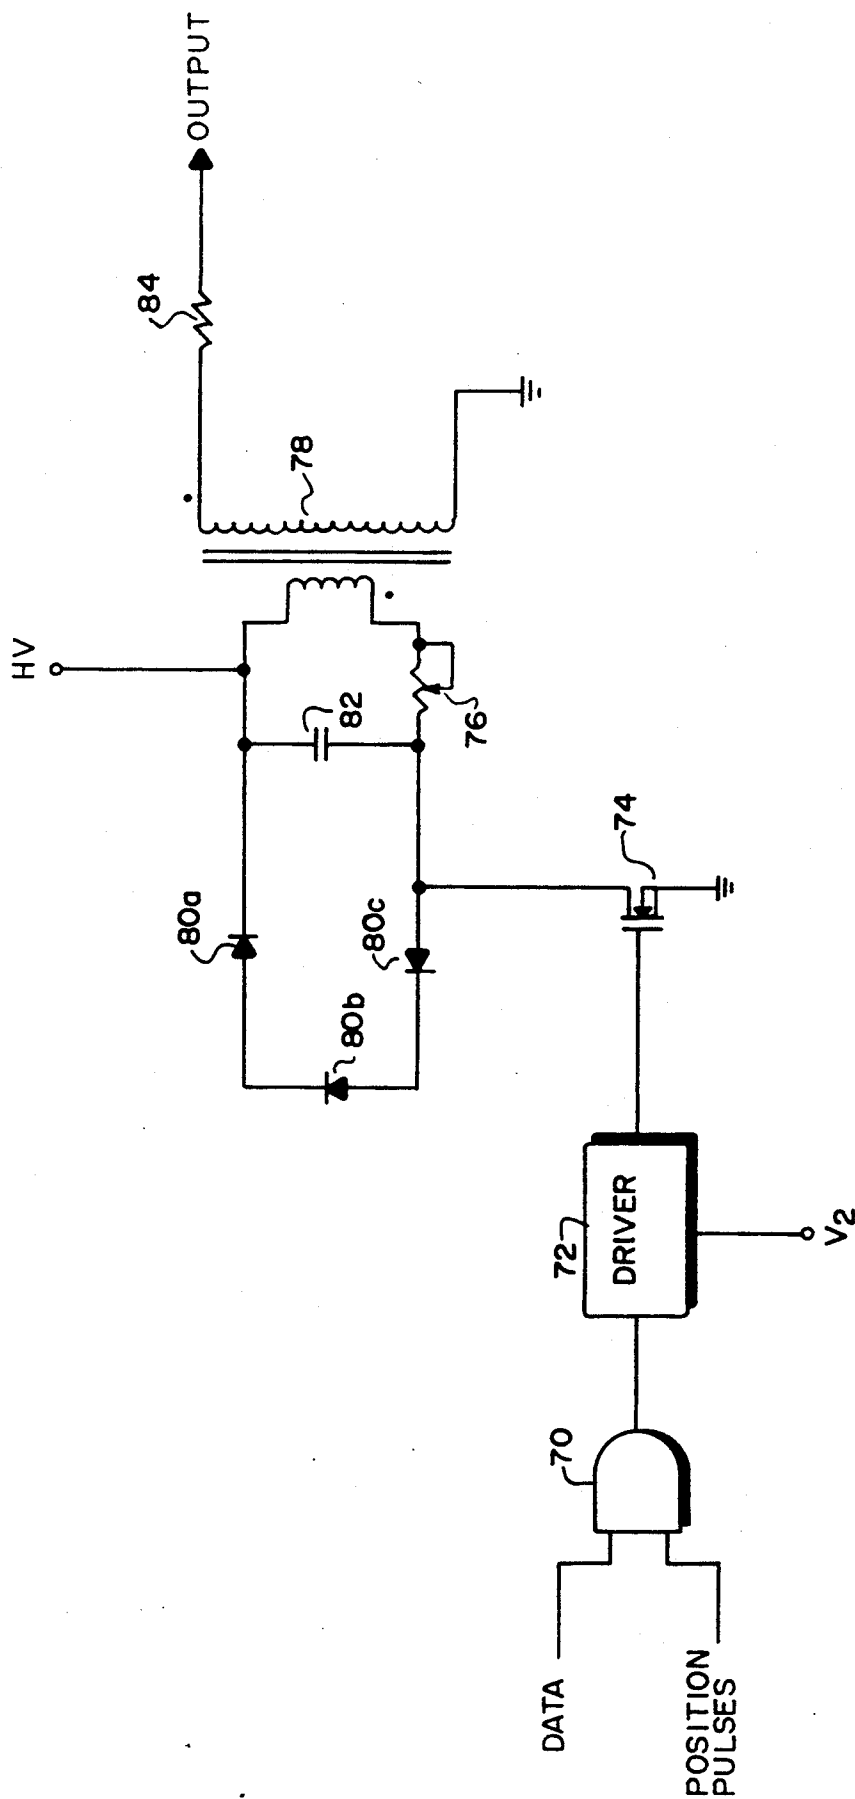 HV
OUTPUT
84
78
82
76
80a
80b
80c
74
72
DRIVER
V2
70
DATA
POSITION
PULSES